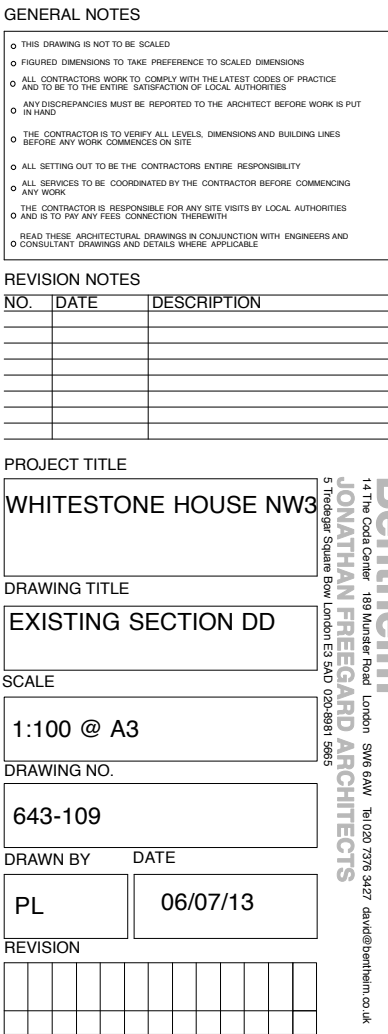 GENERAL NOTES
THIS DRAWING IS NOT TO BE SCALED
FIGURED DIMENSIONS TO TAKE PREFERENCE TO SCALED DIMENSIONS
ALL CONTRACTORS WORK TO COMPLY WITH THE LATEST CODES OF PRACTICE
AND TO BE TO THE ENTIRE SATISFACTION OF LOCAL AUTHORITIES
ANY DISCREPANCIES MUST BE REPORTED TO THE ARCHITECT BEFORE WORK IS PUT
IN HAND
THE CONTRACTOR IS TO VERIFY ALL LEVELS, DIMENSIONS AND BUILDING LINES
BEFORE ANY WORK COMMENCES ON SITE
ALL SETTING OUT TO BE THE CONTRACTORS ENTIRE RESPONSIBILITY
ALL SERVICES TO BE COORDINATED BY THE CONTRACTOR BEFORE COMMENCING
ANY WORK
THE CONTRACTOR IS RESPONSIBLE FOR ANY SITE VISITS BY LOCAL AUTHORITIES
AND IS TO PAY ANY FEES CONNECTION THEREWITH
READ THESE ARCHITECTURAL DRAWINGS IN CONJUNCTION WITH ENGINEERS AND
CONSULTANT DRAWINGS AND DETAILS WHERE APPLICABLE
REVISION NOTES
NO. DATE DESCRIPTION
PROJECT TITLE
WHITESTONE HOUSE NW3
DRAWING TITLE
EXISTING SECTION DD
SCALE
1:100 @ A3
DRAWING NO.
643-109
DRAWN BY DATE
PL 06/07/13
REVISION
Bentheim
14 The Coda Center 189 Munster Road London SW6 6AW Tel 020 7376 3427 david@bentheim.co.uk
JONATHAN FREEGARD ARCHITECTS
5 Tredegar Square Bow London E3 5AD 020-8981 5665